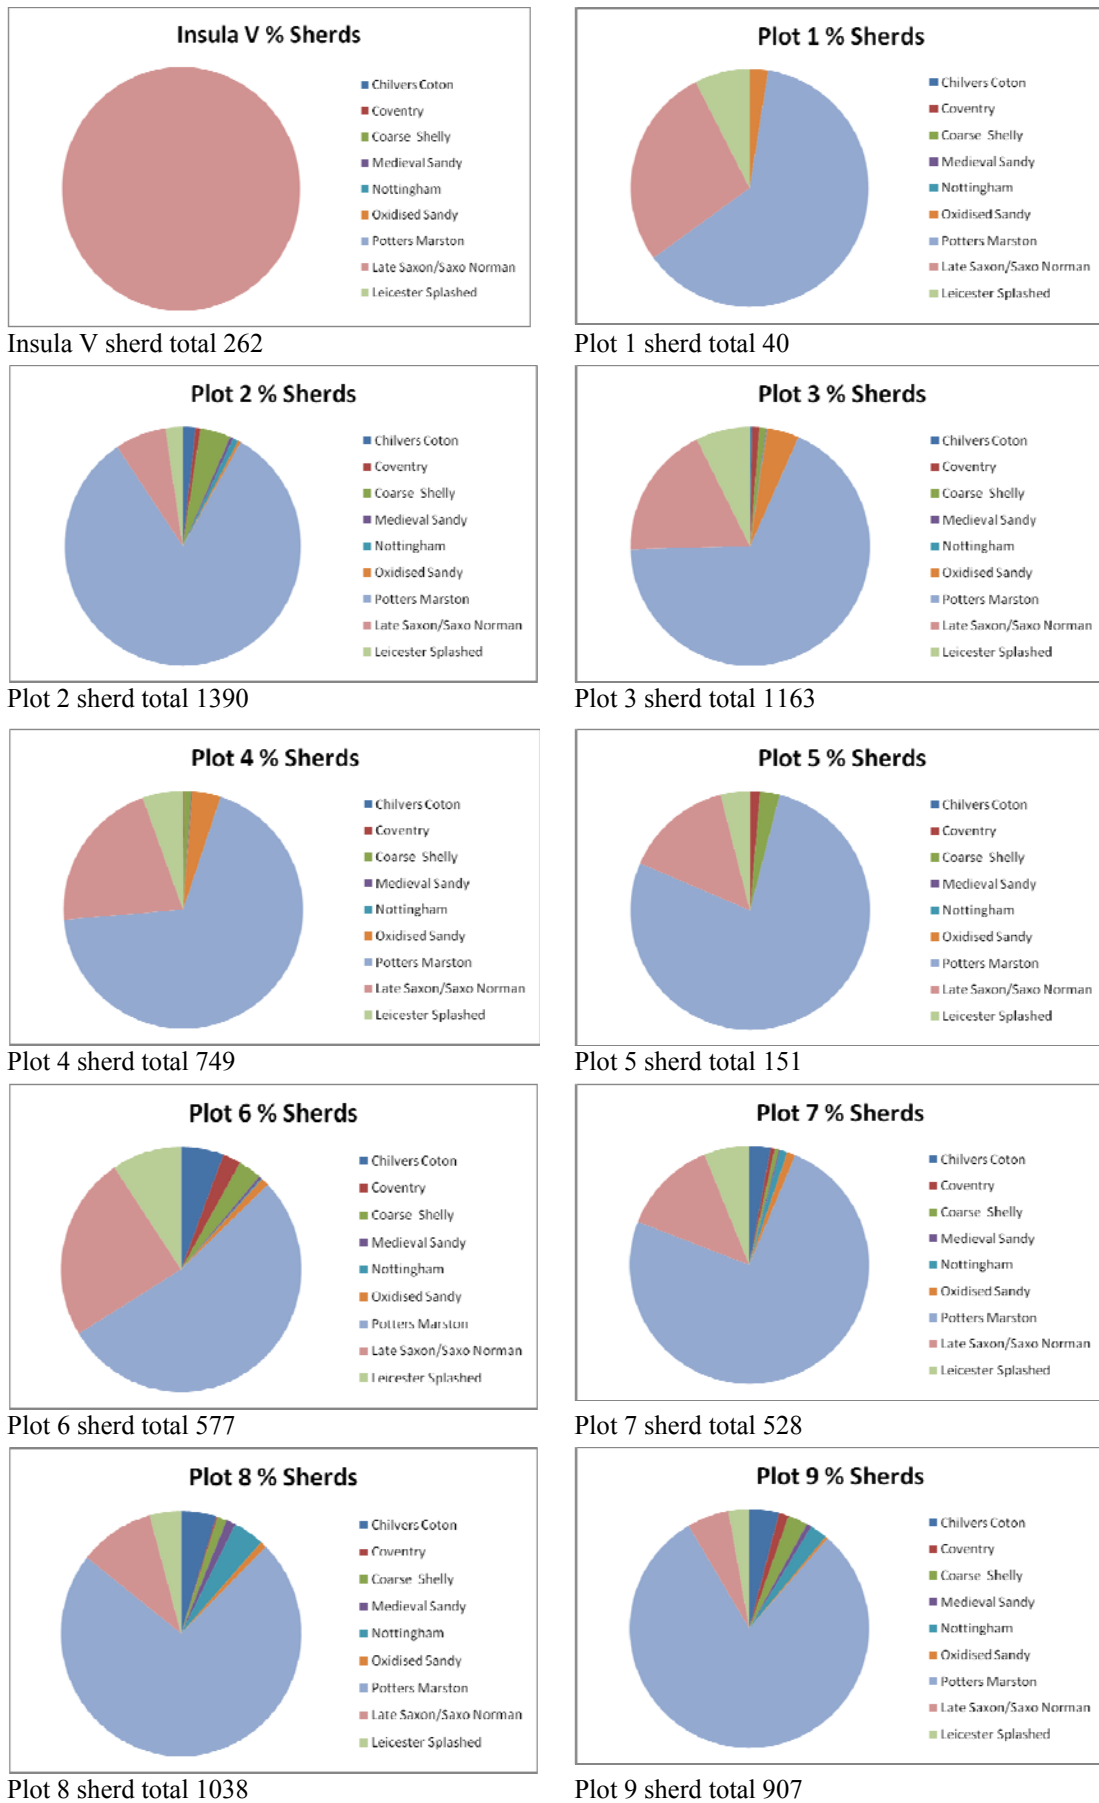 Insula V % Sherds
Chilvers Coton
Coventry
Coarse Shelly
Medieval Sandy
Nottingham
Oxidised Sandy
Potters Marston
Late Saxon/Saxo Norman
Leicester Splashed
Insula V sherd total 262
Plot 1 % Sherds
Chilvers Coton
Coventry
Coarse Shelly
Medieval Sandy
Nottingham
Oxidised Sandy
Potters Marston
Late Saxon/Saxo Norman
Leicester Splashed
Plot 1 sherd total 40
Plot 2 % Sherds
Chilvers Coton
Coventry
Coarse Shelly
Medieval Sandy
Nottingham
Oxidised Sandy
Potters Marston
Late Saxon/Saxo Norman
Leicester Splashed
Plot 2 sherd total 1390
Plot 3 % Sherds
Chilvers Coton
Coventry
Coarse Shelly
Medieval Sandy
Nottingham
Oxidised Sandy
Potters Marston
Late Saxon/Saxo Norman
Leicester Splashed
Plot 3 sherd total 1163
Plot 4 % Sherds
Chilvers Coton
Coventry
Coarse Shelly
Medieval Sandy
Nottingham
Oxidised Sandy
Potters Marston
Late Saxon/Saxo Norman
Leicester Splashed
Plot 4 sherd total 749
Plot 5 % Sherds
Chilvers Coton
Coventry
Coarse Shelly
Medieval Sandy
Nottingham
Oxidised Sandy
Potters Marston
Late Saxon/Saxo Norman
Leicester Splashed
Plot 5 sherd total 151
Plot 6 % Sherds
Chilvers Coton
Coventry
Coarse Shelly
Medieval Sandy
Nottingham
Oxidised Sandy
Potters Marston
Late Saxon/Saxo Norman
Leicester Splashed
Plot 6 sherd total 577
Plot 7 % Sherds
Chilvers Coton
Coventry
Coarse Shelly
Medieval Sandy
Nottingham
Oxidised Sandy
Potters Marston
Late Saxon/Saxo Norman
Leicester Splashed
Plot 7 sherd total 528
Plot 8 % Sherds
Chilvers Coton
Coventry
Coarse Shelly
Medieval Sandy
Nottingham
Oxidised Sandy
Potters Marston
Late Saxon/Saxo Norman
Leicester Splashed
Plot 8 sherd total 1038
Plot 9 % Sherds
Chilvers Coton
Coventry
Coarse Shelly
Medieval Sandy
Nottingham
Oxidised Sandy
Potters Marston
Late Saxon/Saxo Norman
Leicester Splashed
Plot 9 sherd total 907